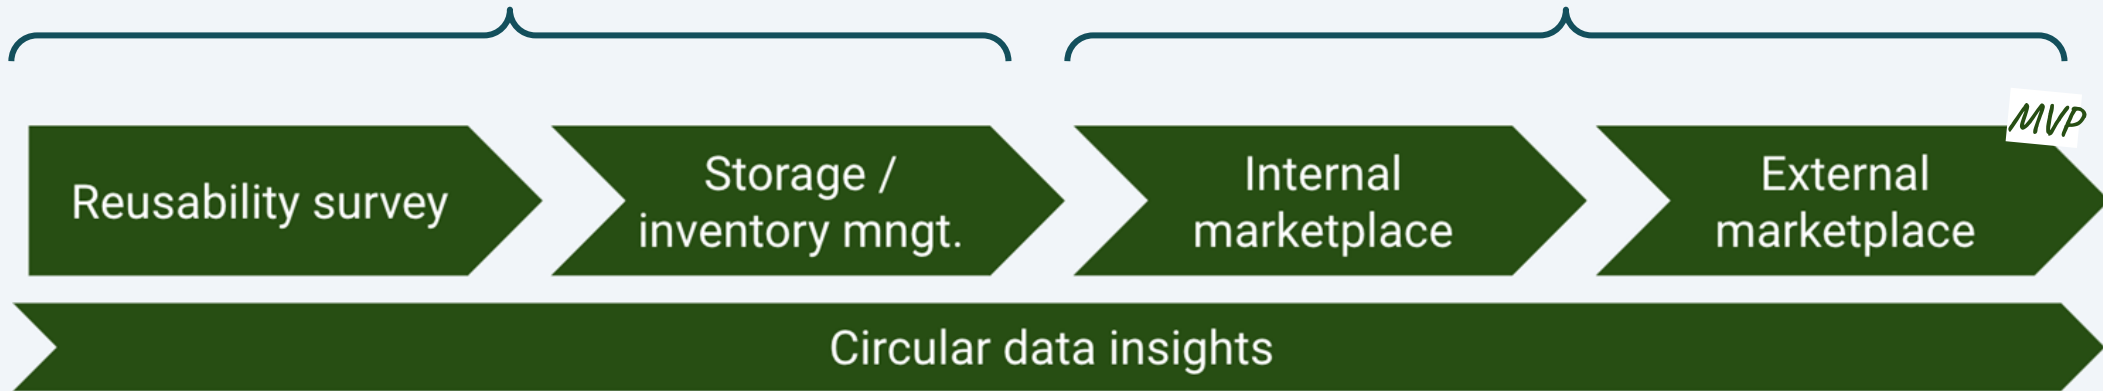 MVP
Reusability survey
Storage /
inventory mngt.
Internal
marketplace
External
marketplace
Circular data insights